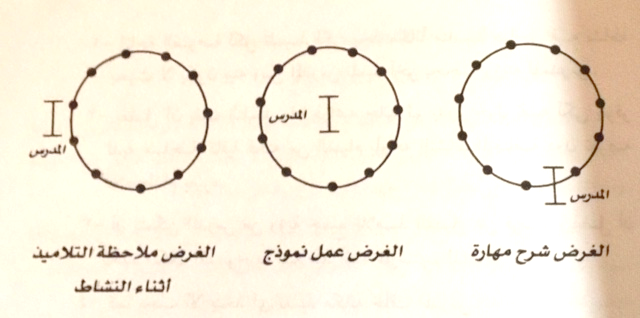 المدرس
المدرس
المدرس
الغرض شرح مهارة
الغرض عمل نموذج
الغرض ملاحظة التلاميذ
أثناء النشاط